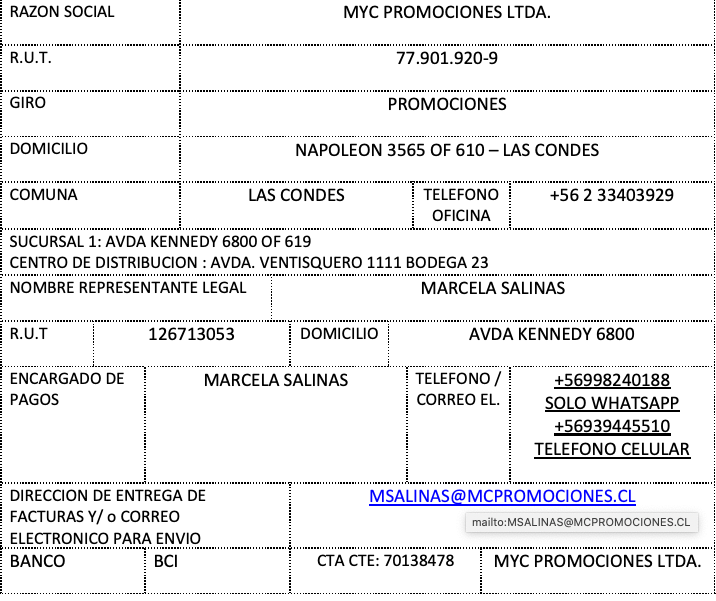 RAZON SOCIAL MYC PROMOCIONES LTDA.
R.U.T. 77.901.920-9
GIRO PROMOCIONES
DOMICILIO NAPOLEON 3565 OF 610 – LAS CONDES
COMUNA LAS CONDES TELEFONO OFICINA +56 2 33403929
SUCURSAL 1: AVDA KENNEDY 6800 OF 619
CENTRO DE DISTRIBUCION : AVDA. VENTISQUERO 1111 BODEGA 23
NOMBRE REPRESENTANTE LEGAL MARCELA SALINAS
R.U.T 126713053 DOMICILIO AVDA KENNEDY 6800
ENCARGADO DE PAGOS MARCELA SALINAS TELEFONO / CORREO EL. +56998240188
SOLO WHATSAPP
+56939445510
TELEFONO CELULAR
DIRECCION DE ENTREGA DE
FACTURAS Y/ o CORREO
ELECTRONICO PARA ENVIO
MSALINAS@MCPROMOCIONES.CL
mailto:MSALINAS@MCPROMOCIONES.CL
BANCO BCI CTA CTE: 70138478 MYC PROMOCIONES LTDA.